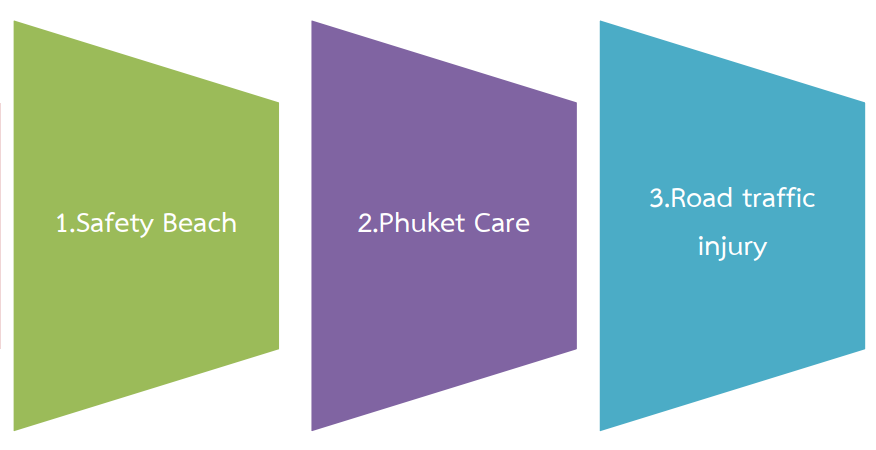 1.Safety Beach
2.Phuket Care
3.Road traffic
injury